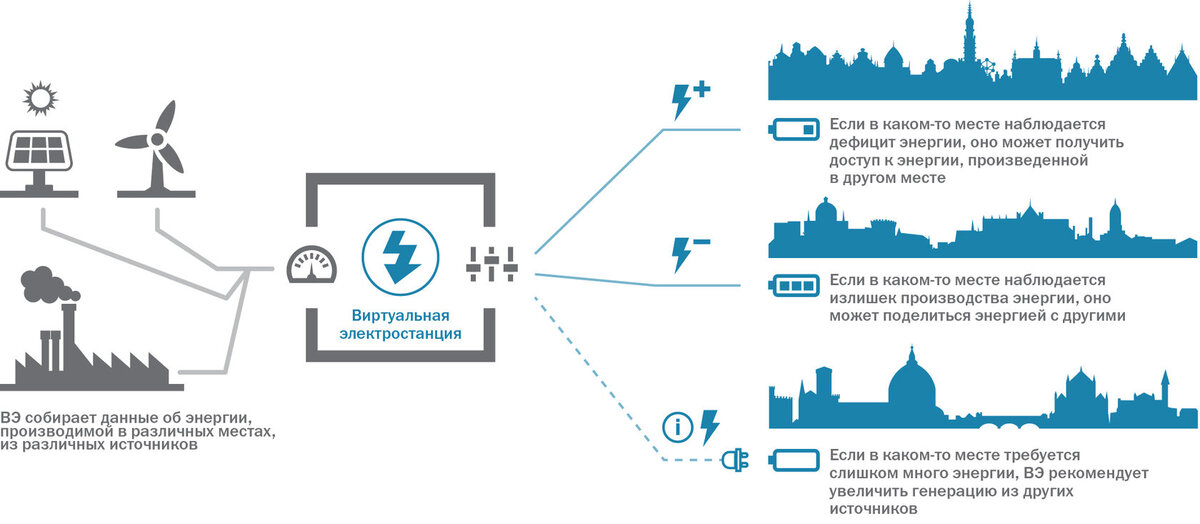 ВЭ собирает данные об энергии,
производимой в различных местах,
из различных источников
Виртуальная
электростанция
Если в каком-то месте наблюдается
дефицит энергии, оно может получить
доступ к энергии, произведенной
в другом месте
Если в каком-то месте наблюдается
излишек производства энергии, оно
может поделиться энергией с другими
Если в каком-то месте требуется
слишком много энергии, ВЭ рекомендует
увеличить генерацию из других
источников